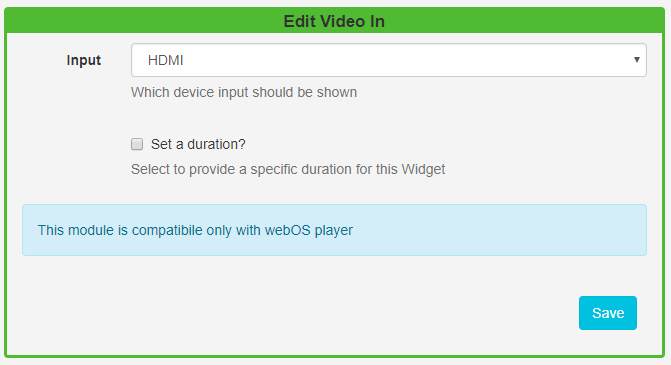 Edit Video In
Input HDMI
Which device input should be shown
Set a duration?
Select to provide a specific duration for this Widget
This module is compatibile only with webOS player
Save